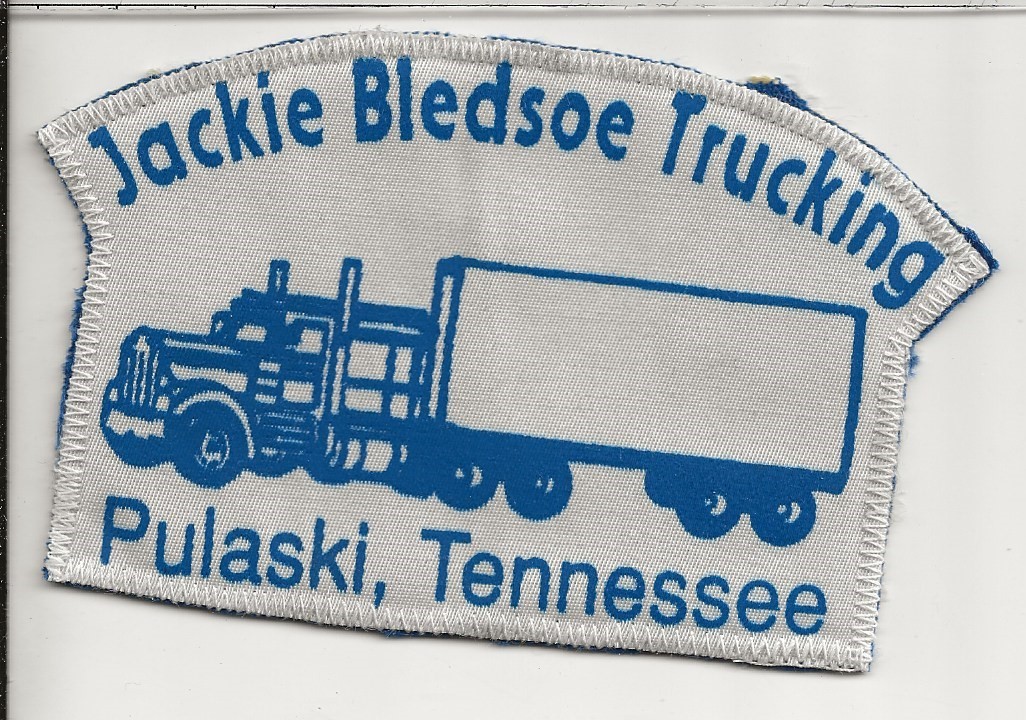 Jackie Bledsoe Trucking
Pulaski, Tennessee